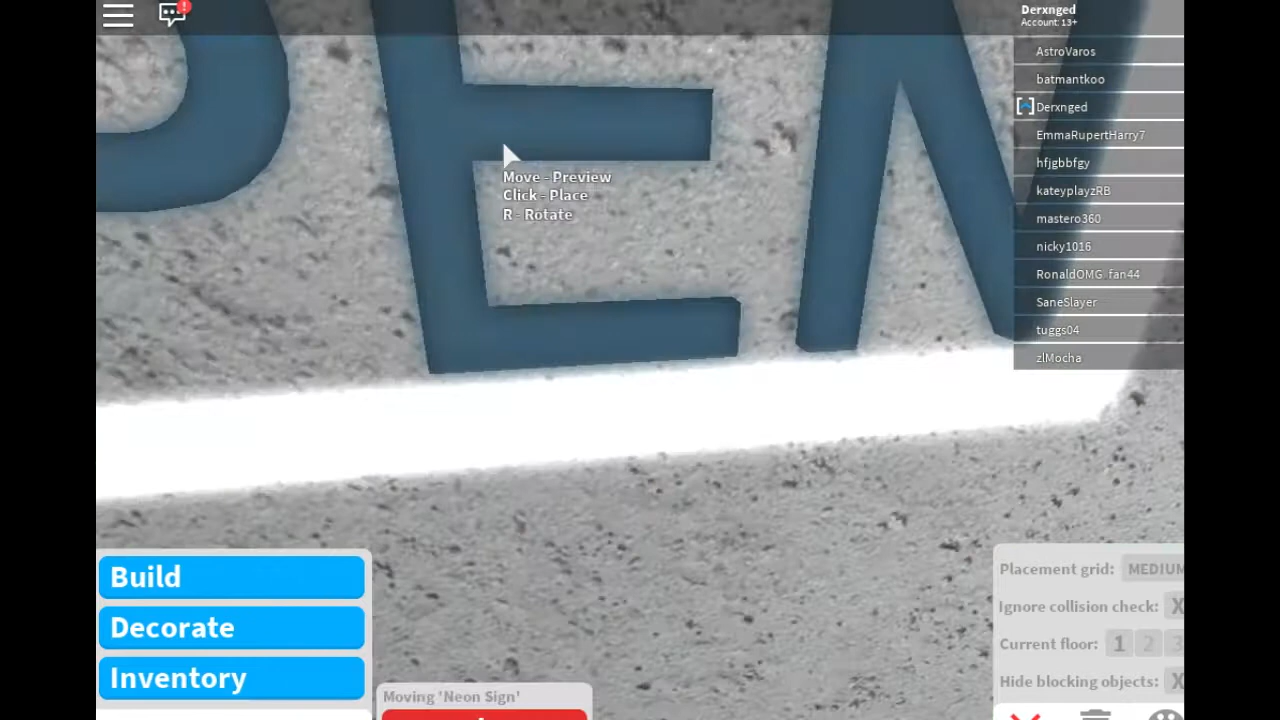 Derxnged
Account: 13+
AstroVaros
batmantkoo
Derxnged
EmmaRupertHarry7
hfjgbbfgy
kateyplayzRB
mastero360
nicky1016
RonaldOMG_fan44
SaneSlayer
tuggs04
zlMocha
PEN
Move - Preview
Click - Place
R - Rotate
Build
Decorate
Inventory
Moving 'Neon Sign'
Placement grid: MEDIUM
Ignore collision check: X
Current floor: 1 2 3
Hide blocking objects: X